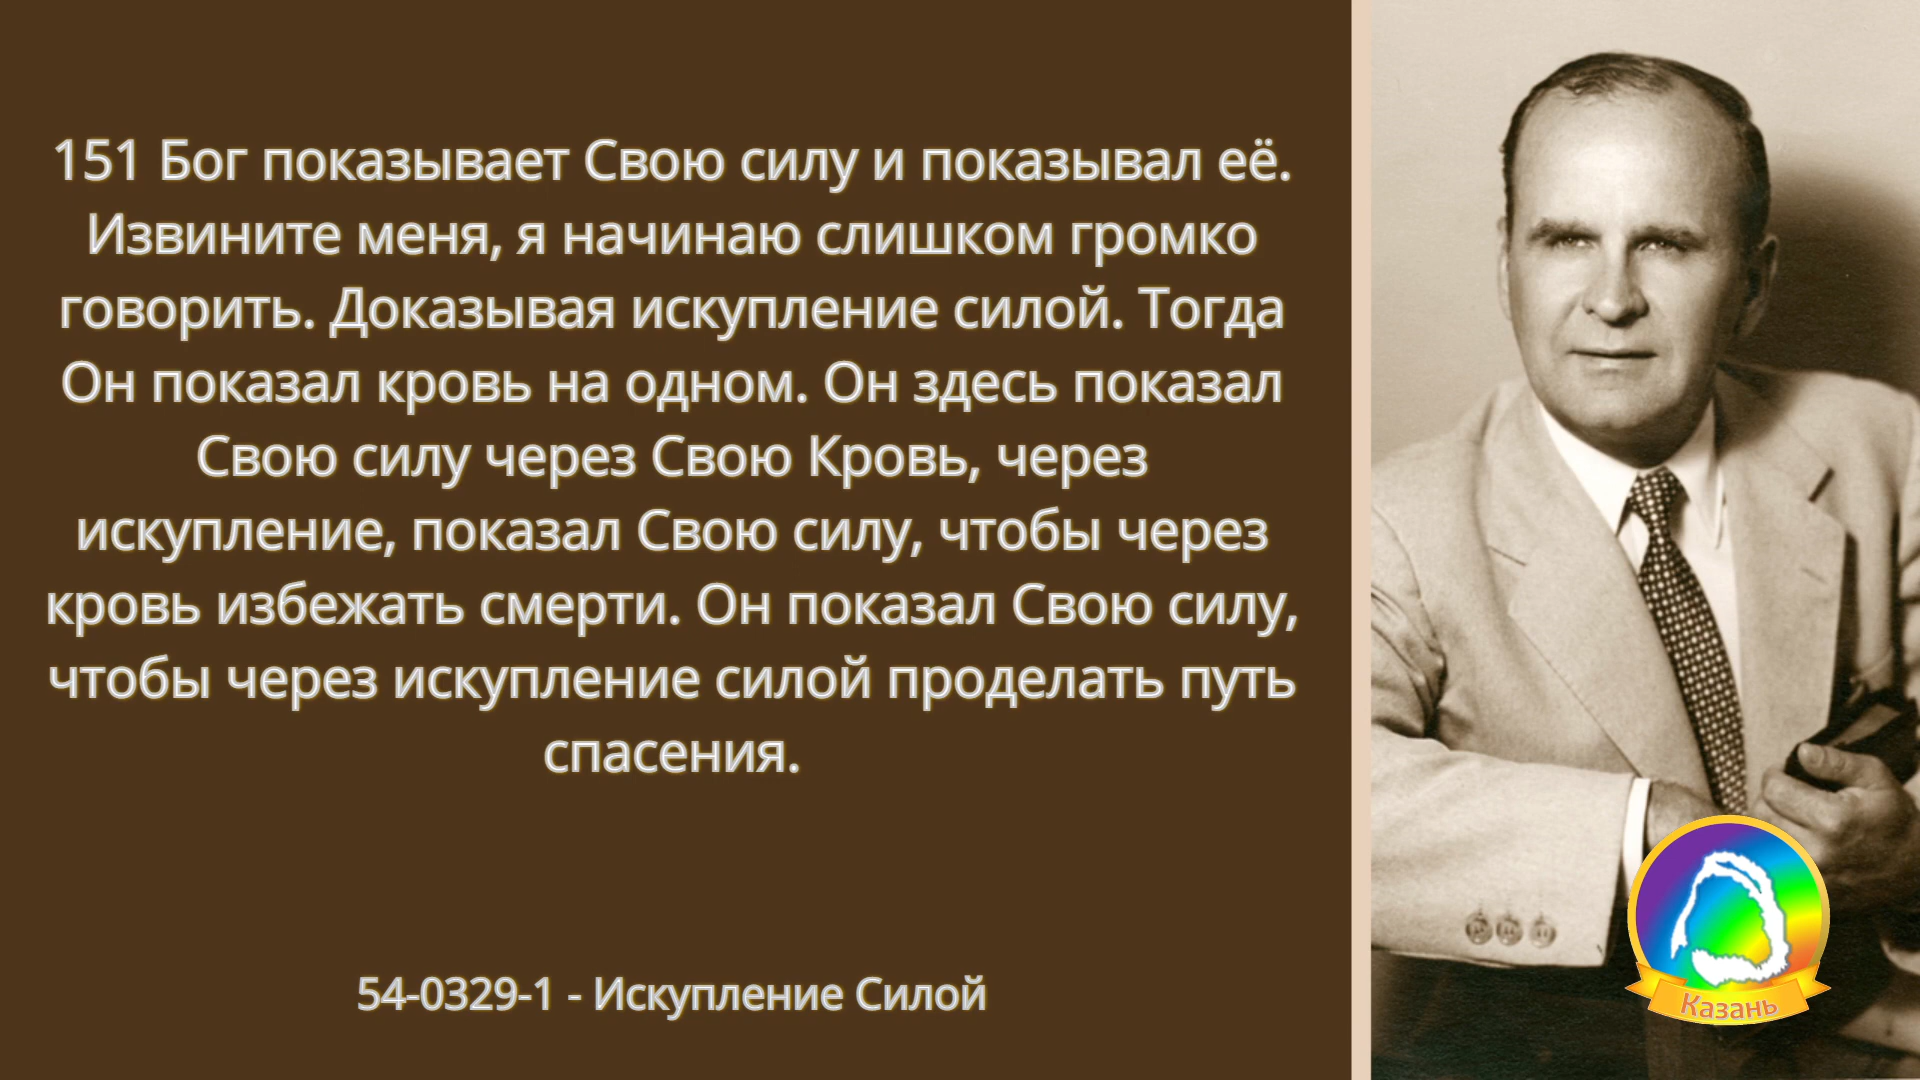 151 Бог показывает Свою силу и показывал её.
Извините меня, я начинаю слишком громко
говорить. Доказывая искупление силой. Тогда
Он показал кровь на одном. Он здесь показал
Свою силу через Свою Кровь, через
искупление, показал Свою силу, чтобы через
кровь избежать смерти. Он показал Свою силу,
чтобы через искупление силой проделать путь
спасения.
54-0329-1 - Искупление Силой
Казань